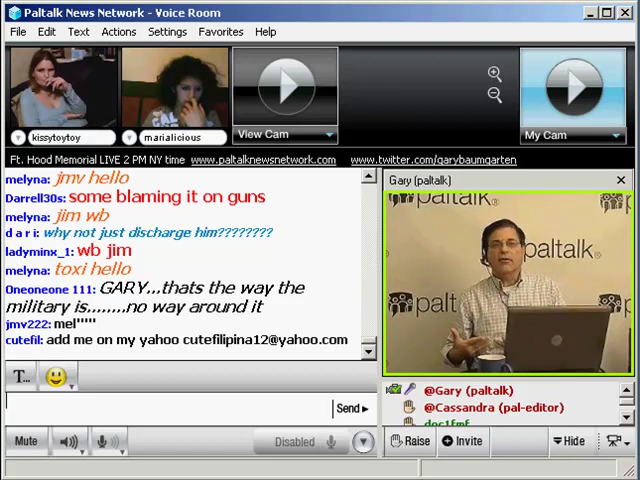 Paltalk News Network - Voice Room
File Edit Text Actions Settings Favorites Help
kissytoytoy
marialicious
View Cam
My Cam
Ft. Hood Memorial LIVE 2 PM NY time www.paltalknewsnetwork.com www.twitter.com/garybaumgarten
melyna: jmv hello
Darrell30s: some blaming it on guns
melyna: jim wb
d a r i: why not just discharge him????????
ladyminx_1: wb jim
melyna: toxi hello
Oneoneone 111: GARY...thats the way the
military is........no way around it
jmv222: mel"""
cutefil: add me on my yahoo cutefilipina12@yahoo.com
Gary (paltalk)
paltalk
paltalk
T...
Send
@Gary (paltalk)
@Cassandra (pal-editor)
doc1fmf
Mute
Disabled
Raise
Invite
Hide